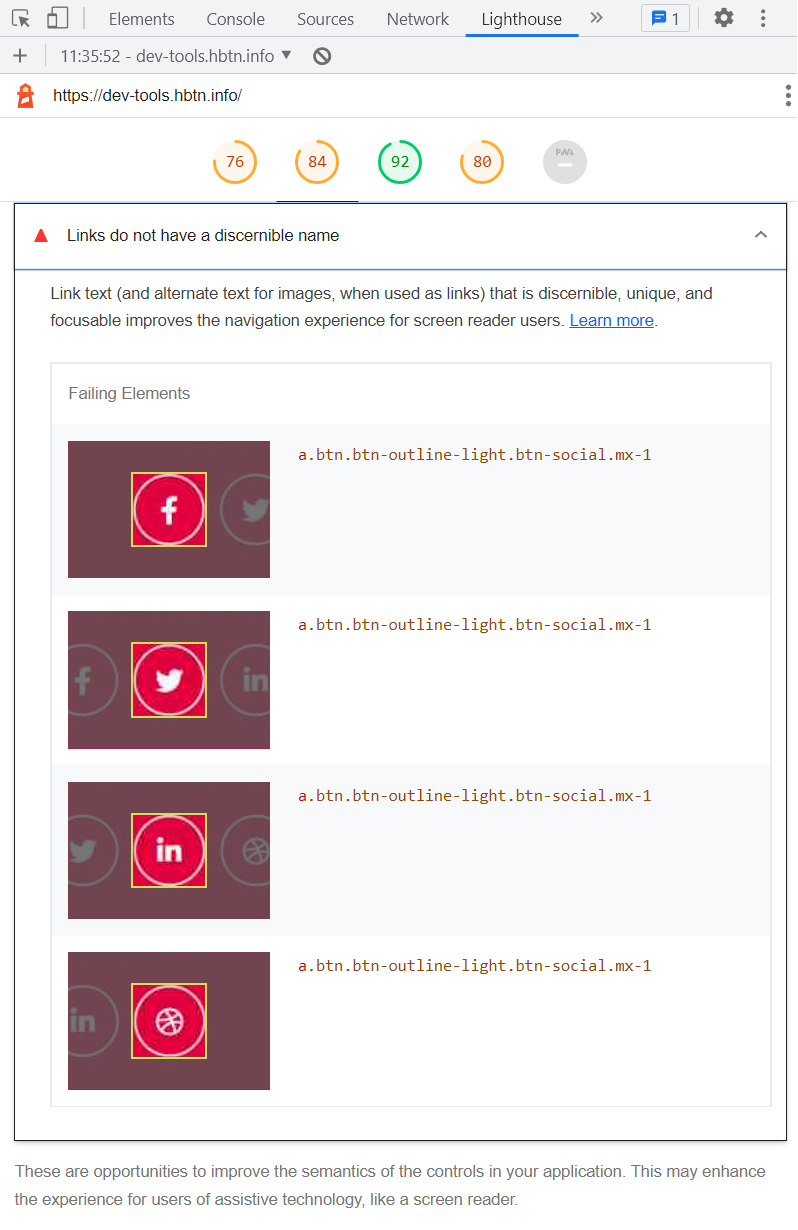 Elements Console Sources Network Lighthouse 1
11:35:52 - dev-tools.hbtn.info
https://dev-tools.hbtn.info/
76 84 92 80 PWA
Links do not have a discernible name
Link text (and alternate text for images, when used as links) that is discernible, unique, and
focusable improves the navigation experience for screen reader users. Learn more.
Failing Elements
a.btn.btn-outline-light.btn-social.mx-1
a.btn.btn-outline-light.btn-social.mx-1
a.btn.btn-outline-light.btn-social.mx-1
a.btn.btn-outline-light.btn-social.mx-1
These are opportunities to improve the semantics of the controls in your application. This may enhance
the experience for users of assistive technology, like a screen reader.